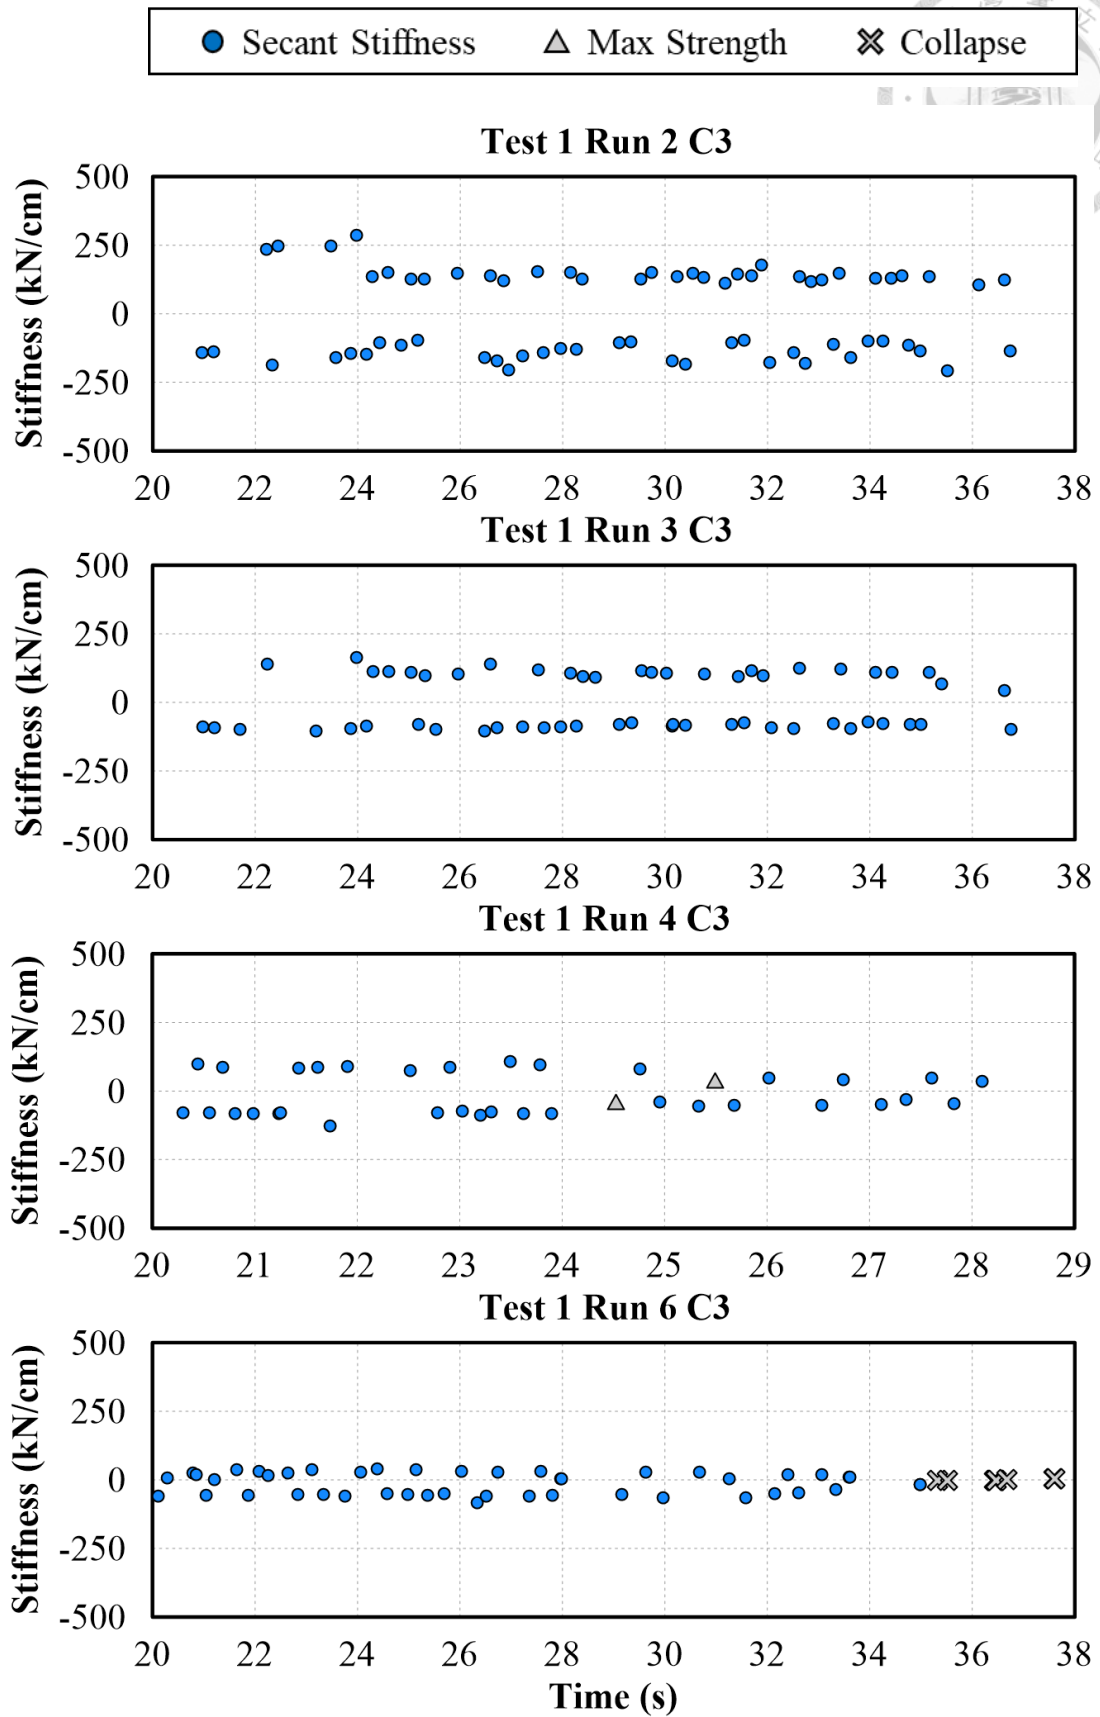 Secant Stiffness Max Strength Collapse
Test 1 Run 2 C3
Stiffness (kN/cm)
500
250
0
-250
-500
20 22 24 26 28 30 32 34 36 38
Test 1 Run 3 C3
Stiffness (kN/cm)
500
250
0
-250
-500
20 22 24 26 28 30 32 34 36 38
Test 1 Run 4 C3
Stiffness (kN/cm)
500
250
0
-250
-500
20 21 22 23 24 25 26 27 28 29
Test 1 Run 6 C3
Stiffness (kN/cm)
500
250
0
-250
-500
20 22 24 26 28 30 32 34 36 38
Time (s)